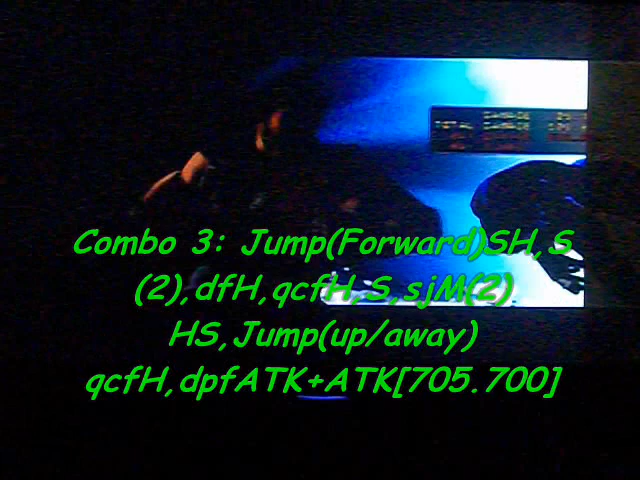 Combo 3: Jump(Forward)SH,S
(2),dfH,qcfH,S,sjM(2)
HS,Jump(up/away)
qcfH,dpfATK+ATK[705.700]